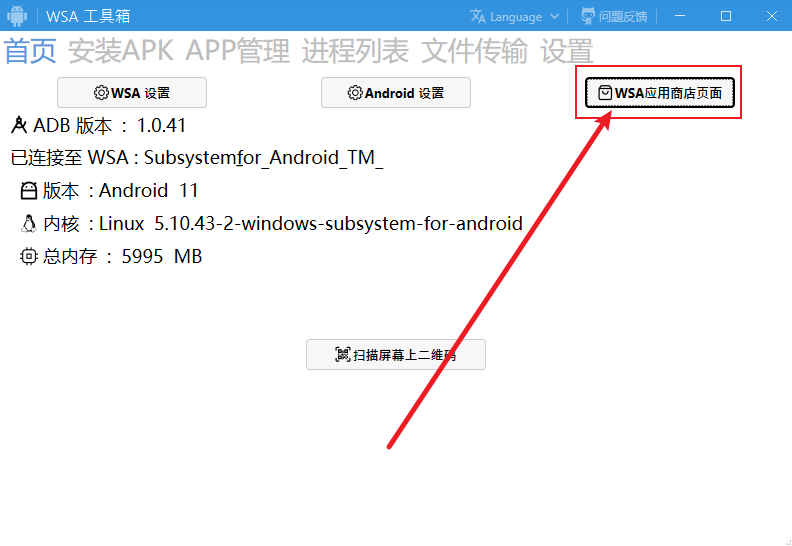 WSA 工具箱 Language 问题反馈
首页 安装APK APP管理 进程列表 文件传输 设置
WSA 设置 Android 设置 WSA应用商店页面
ADB 版本 : 1.0.41
已连接至 WSA : Subsystem_for_Android_TM_
版本 : Android 11
内核 : Linux 5.10.43-2-windows-subsystem-for-android
总内存 : 5995 MB
扫描屏幕上二维码